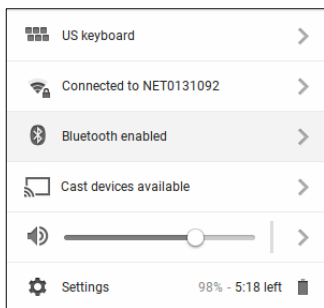 US keyboard
Connected to NET0131092
Bluetooth enabled
Cast devices available
Settings 98% - 5:18 left